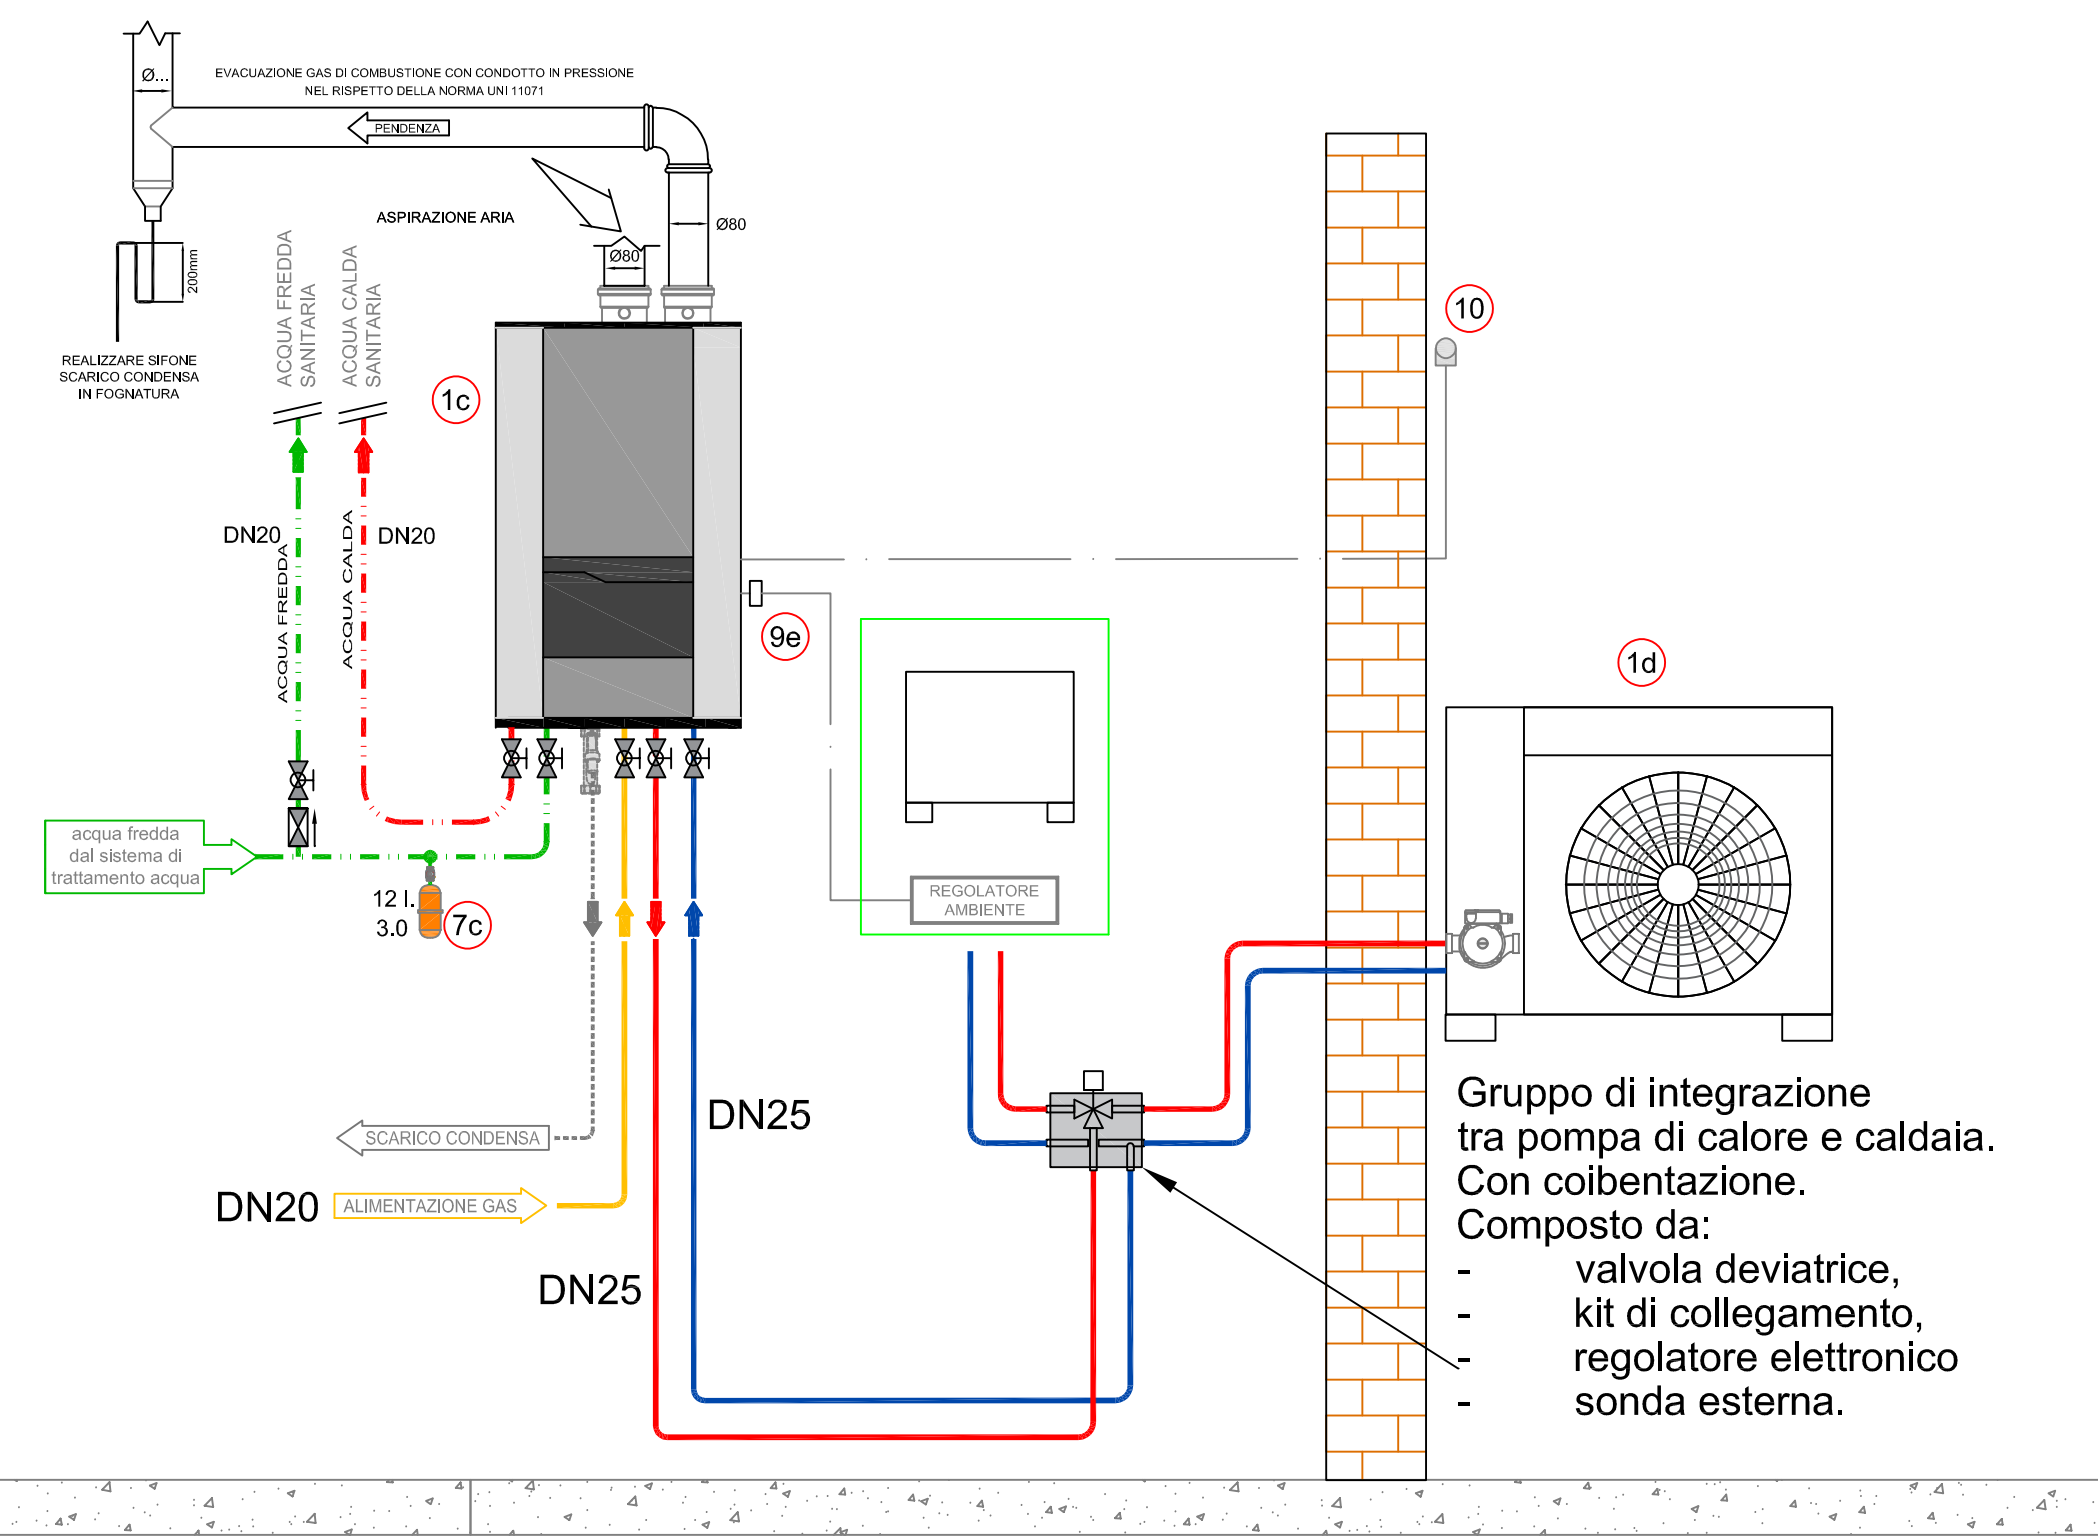 Ø...
EVACUAZIONE GAS DI COMBUSTIONE CON CONDOTTO IN PRESSIONE
NEL RISPETTO DELLA NORMA UNI 11071
PENDENZA
ASPIRAZIONE ARIA
Ø80
Ø80
200mm
REALIZZARE SIFONE
SCARICO CONDENSA
IN FOGNATURA
ACQUA FREDDA
SANITARIA
ACQUA CALDA
SANITARIA
1c
10
DN20
ACQUA FREDDA
ACQUA CALDA
DN20
9e
1d
acqua fredda
dal sistema di
trattamento acqua
12 l.
3.0
7c
REGOLATORE
AMBIENTE
SCARICO CONDENSA
DN25
DN20
ALIMENTAZIONE GAS
DN25
Gruppo di integrazione
tra pompa di calore e caldaia.
Con coibentazione.
Composto da:
- valvola deviatrice,
- kit di collegamento,
- regolatore elettronico
- sonda esterna.